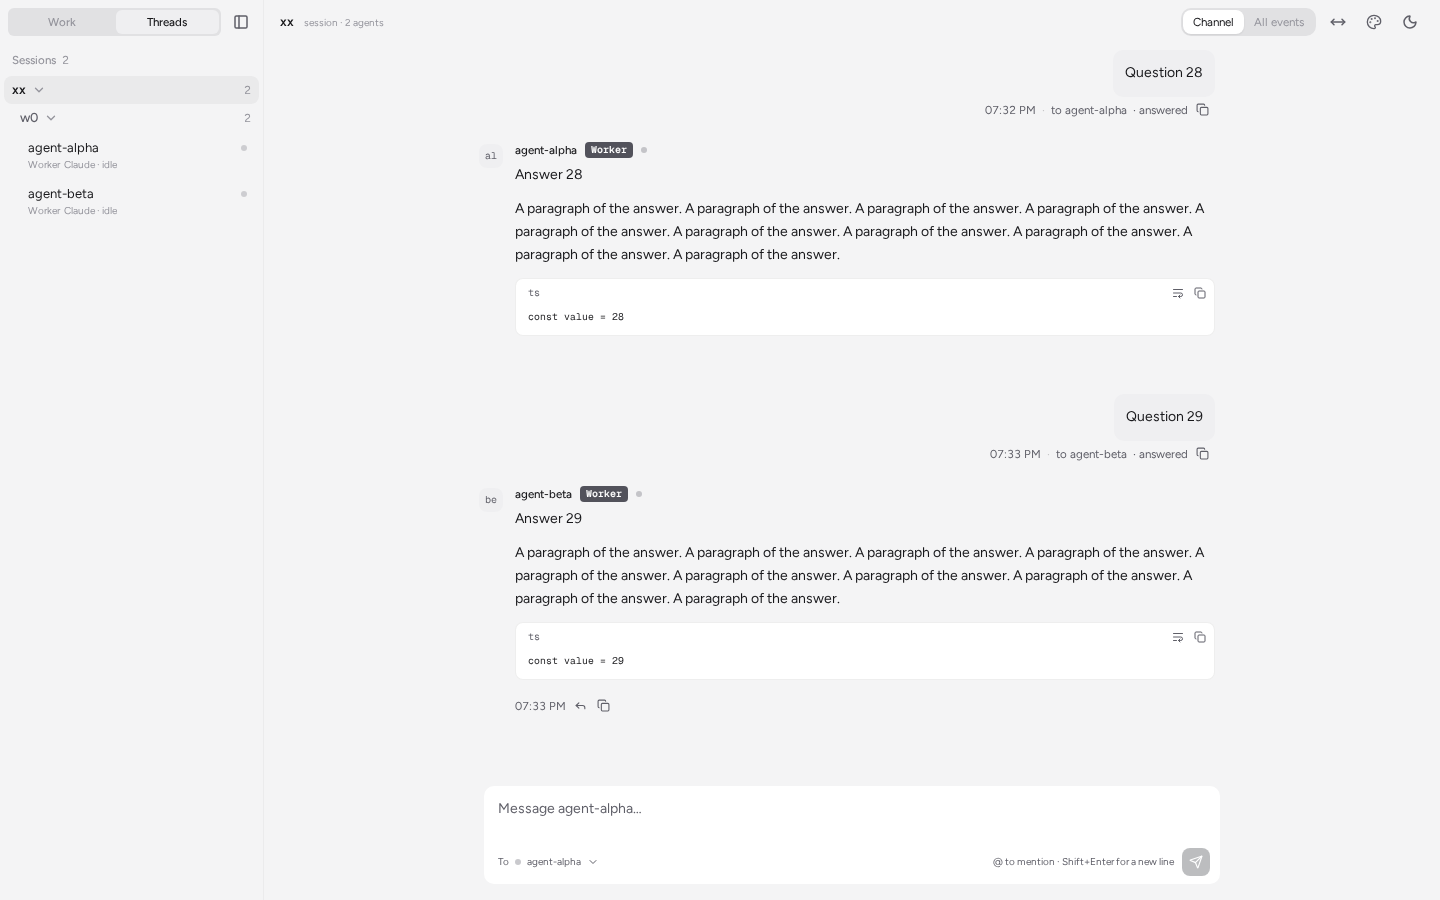 Work
Threads
Sessions 2
xx 2
w0 2
agent-alpha
Worker Claude · idle
agent-beta
Worker Claude · idle
xx session · 2 agents
Channel
All events
Question 28
07:32 PM · to agent-alpha · answered
al agent-alpha Worker
Answer 28
A paragraph of the answer. A paragraph of the answer. A paragraph of the answer. A paragraph of the answer. A
paragraph of the answer. A paragraph of the answer. A paragraph of the answer. A paragraph of the answer. A
paragraph of the answer. A paragraph of the answer.
ts
const value = 28
Question 29
07:33 PM · to agent-beta · answered
be agent-beta Worker
Answer 29
A paragraph of the answer. A paragraph of the answer. A paragraph of the answer. A paragraph of the answer. A
paragraph of the answer. A paragraph of the answer. A paragraph of the answer. A paragraph of the answer. A
paragraph of the answer. A paragraph of the answer.
ts
const value = 29
07:33 PM
Message agent-alpha...
To agent-alpha
@ to mention · Shift+Enter for a new line